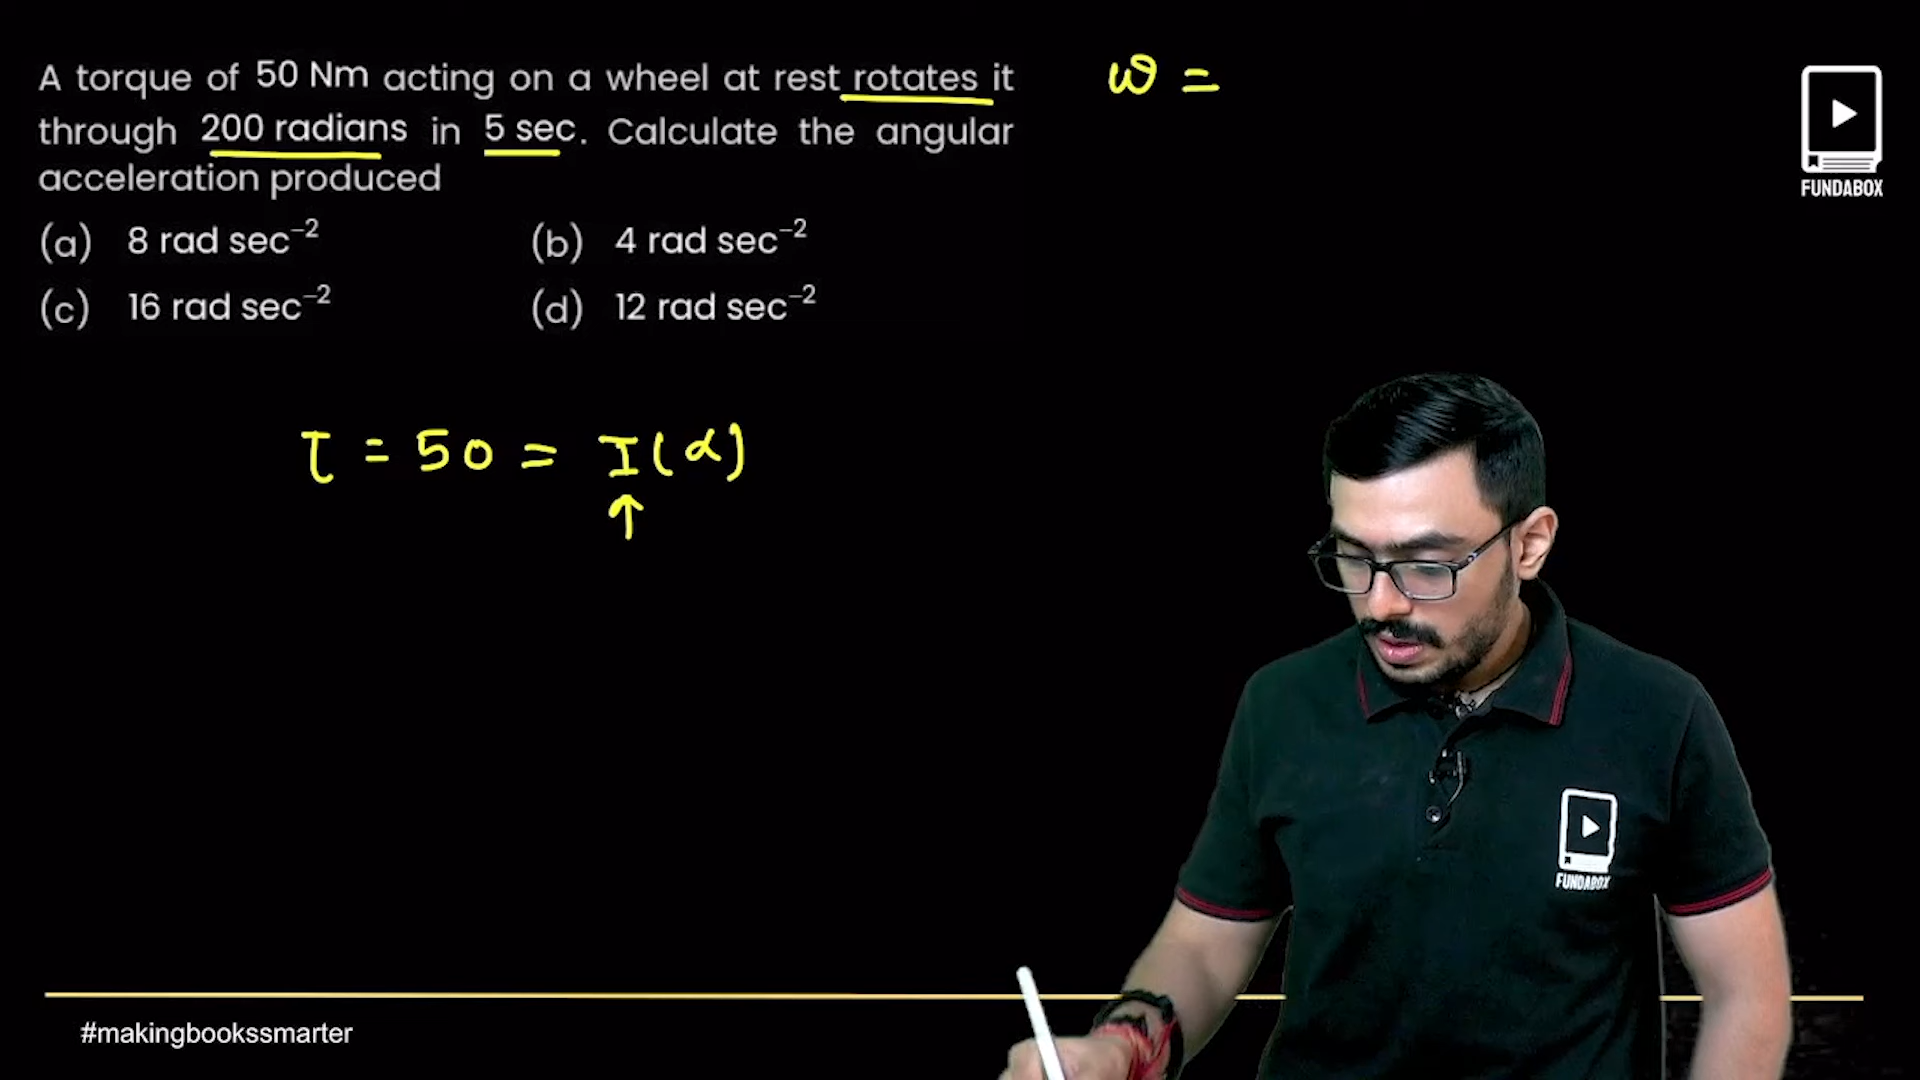 A torque of 50 Nm acting on a wheel at rest rotates it
through 200 radians in 5 sec. Calculate the angular
acceleration produced
(a) 8 rad sec⁻² (b) 4 rad sec⁻²
(c) 16 rad sec⁻² (d) 12 rad sec⁻²
ω =
FUNDABOX
τ = 50 = I(α)
↑
FUNDABOX
#makingbookssmarter